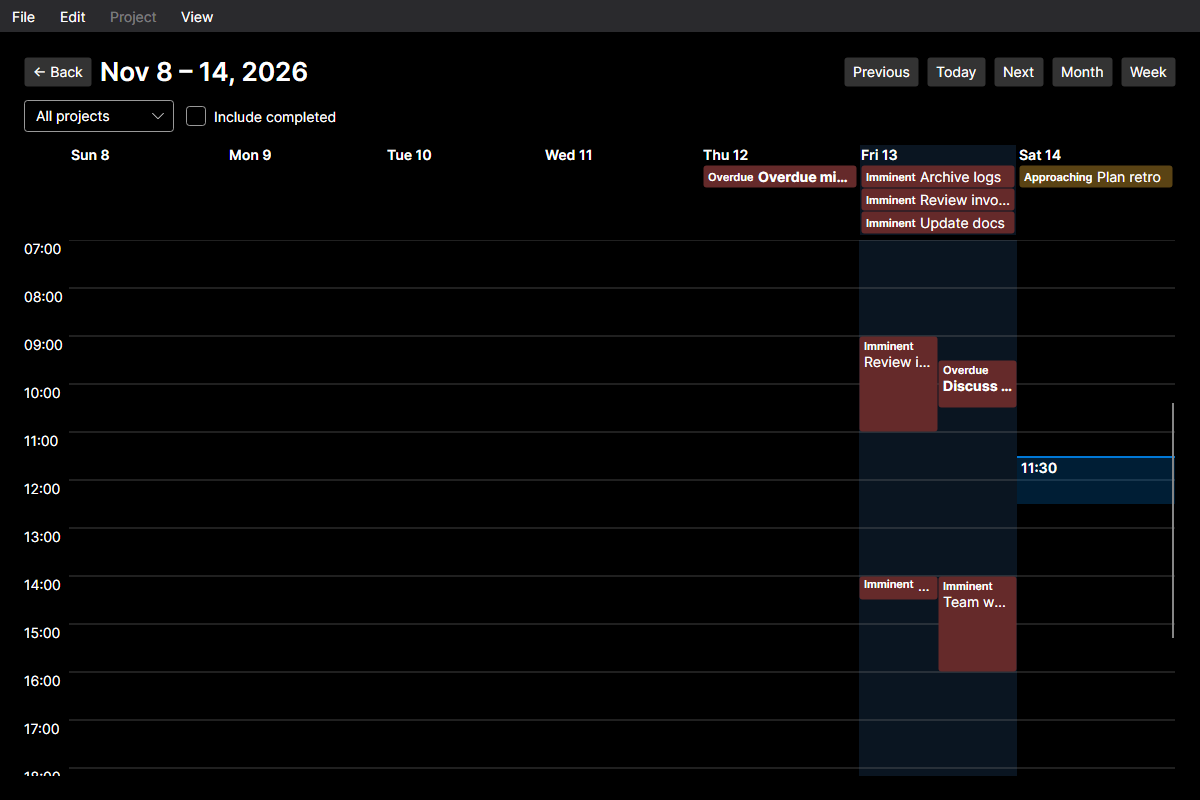 File Edit Project View
← Back Nov 8 – 14, 2026 Previous Today Next Month Week
All projects Include completed
Sun 8 Mon 9 Tue 10 Wed 11 Thu 12 Fri 13 Sat 14
Overdue Overdue mi... Imminent Archive logs Approaching Plan retro
Imminent Review invo...
Imminent Update docs
07:00
08:00
09:00
Imminent
Review i...
Overdue
Discuss ...
10:00
11:00
11:30
12:00
13:00
14:00
Imminent ...
Imminent
Team w...
15:00
16:00
17:00
18:00